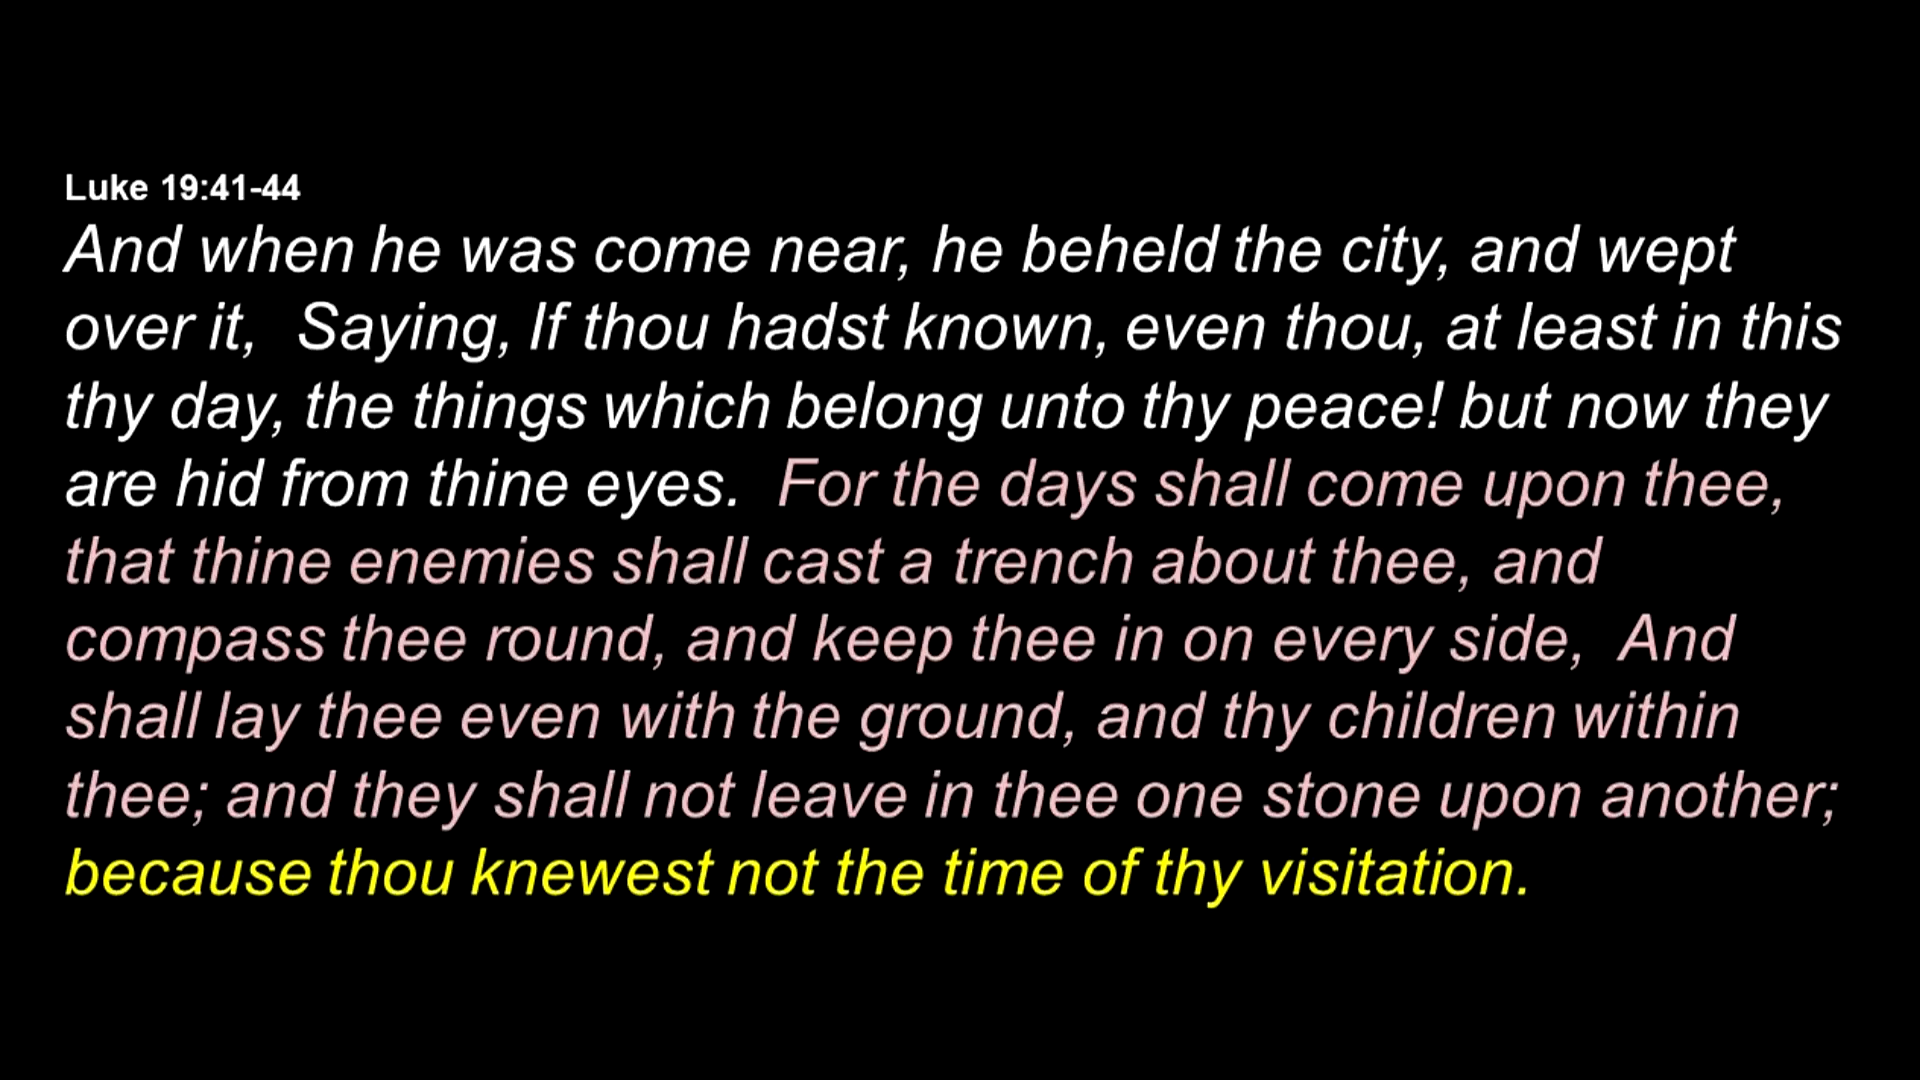 Luke 19:41-44
And when he was come near, he beheld the city, and wept
over it,  Saying, If thou hadst known, even thou, at least in this
thy day, the things which belong unto thy peace! but now they
are hid from thine eyes.  For the days shall come upon thee,
that thine enemies shall cast a trench about thee, and
compass thee round, and keep thee in on every side,  And
shall lay thee even with the ground, and thy children within
thee; and they shall not leave in thee one stone upon another;
because thou knewest not the time of thy visitation.